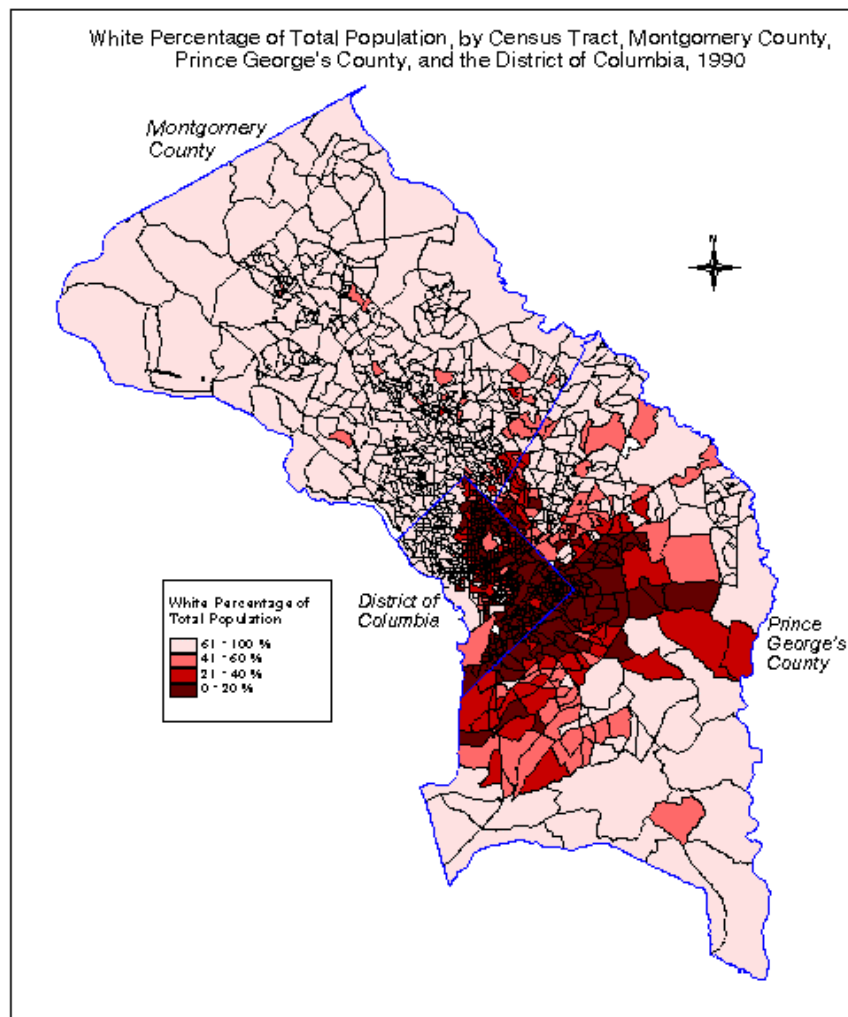 White Percentage of Total Population, by Census Tract, Montgomery County,
Prince George's County, and the District of Columbia, 1990
Montgomery
County
N
White Percentage of
Total Population
61 - 100 %
41 - 60 %
21 - 40 %
0 - 20 %
District of
Columbia
Prince
George's
County